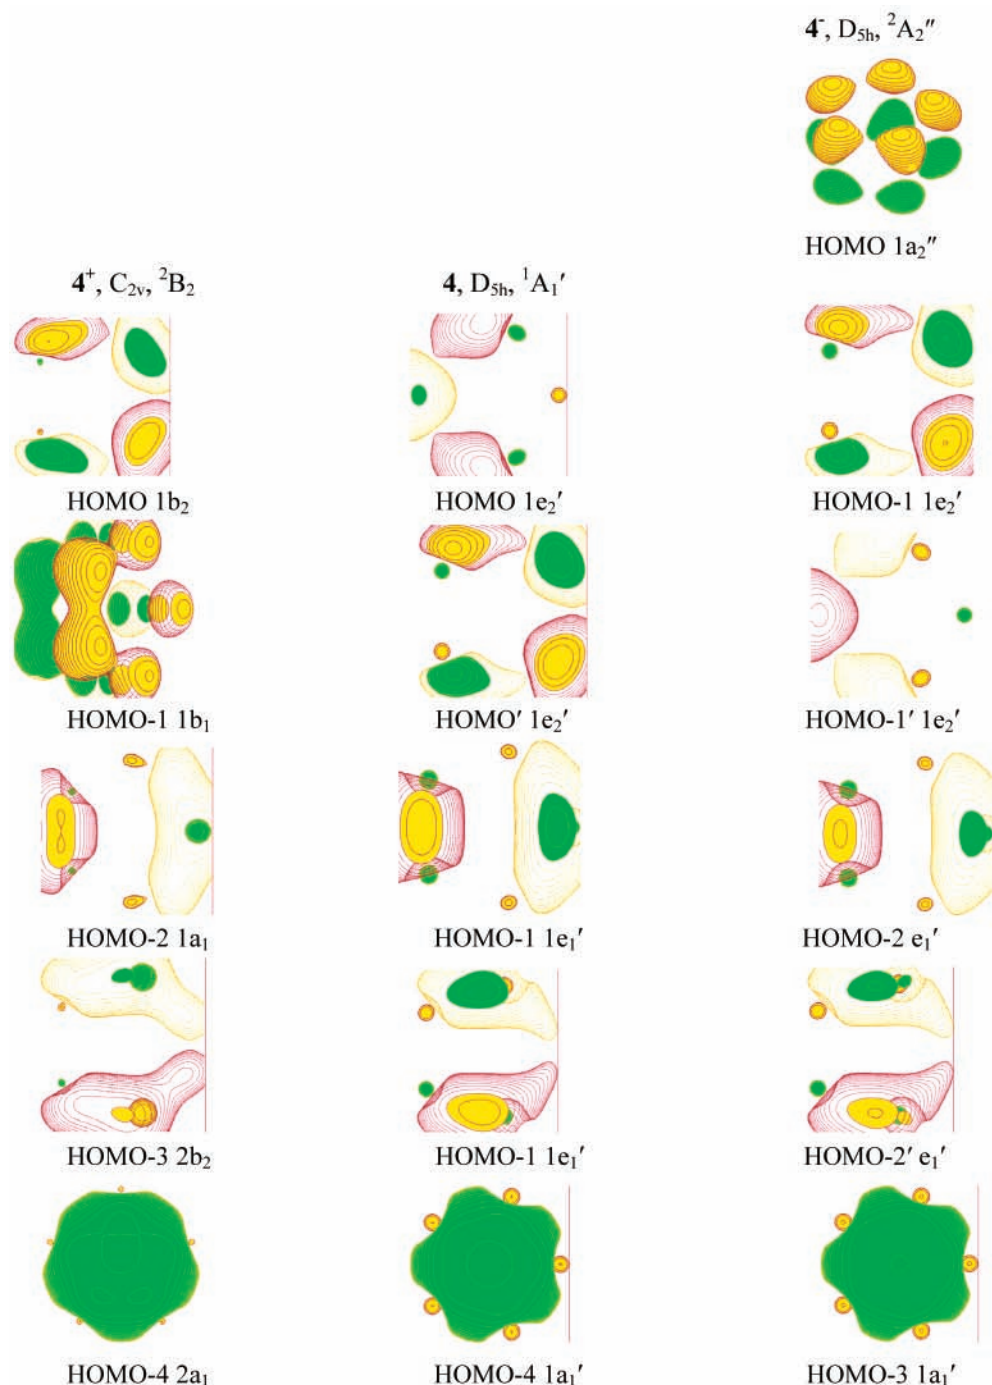 4⁻, D₅ₕ, ²A₂″
HOMO 1a₂″
4⁺, C₂ᵥ, ²B₂
4, D₅ₕ, ¹A₁′
HOMO 1b₂
HOMO 1e₂′
HOMO-1 1e₂′
HOMO-1 1b₁
HOMO′ 1e₂′
HOMO-1′ 1e₂′
HOMO-2 1a₁
HOMO-1 1e₁′
HOMO-2 e₁′
HOMO-3 2b₂
HOMO-1 1e₁′
HOMO-2′ e₁′
HOMO-4 2a₁
HOMO-4 1a₁′
HOMO-3 1a₁′